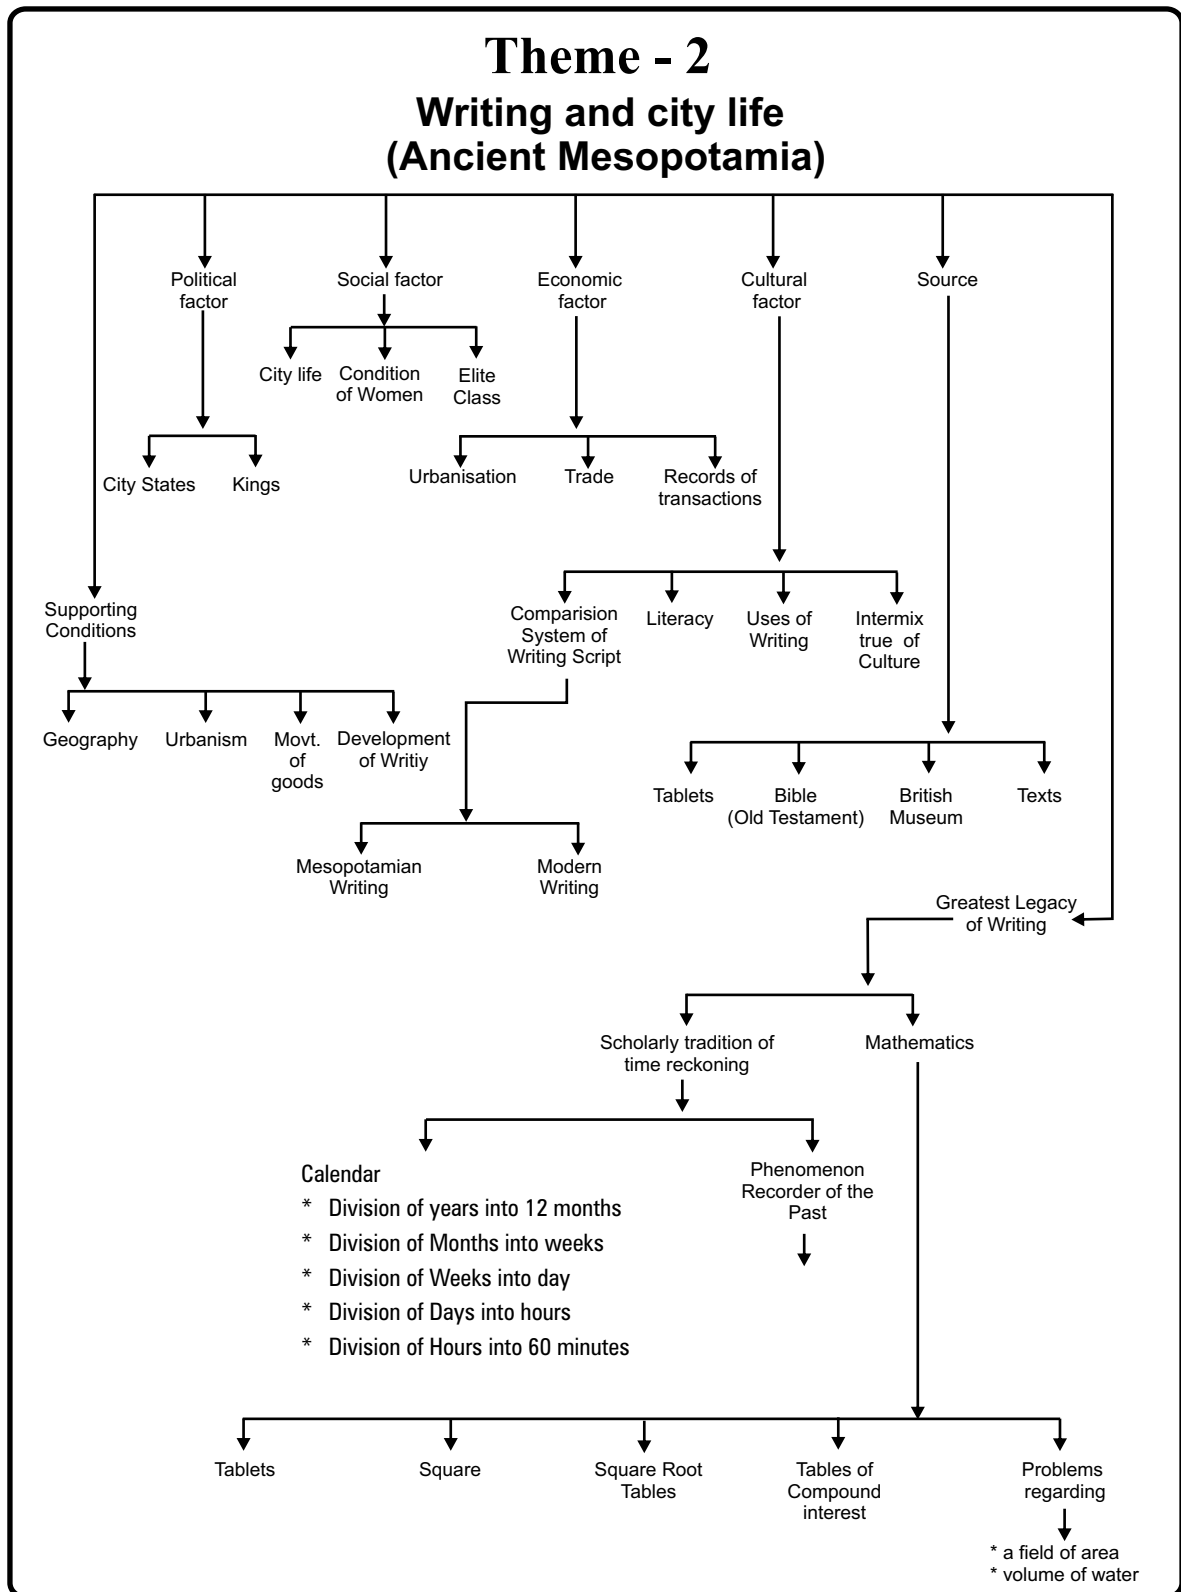 Theme - 2
Writing and city life
(Ancient Mesopotamia)
Political
factor
Social factor
Economic
factor
Cultural
factor
Source
City life
Condition
of Women
Elite
Class
City States
Kings
Urbanisation
Trade
Records of
transactions
Supporting
Conditions
Comparision
System of
Writing Script
Literacy
Uses of
Writing
Intermix
true of
Culture
Geography
Urbanism
Movt.
of
goods
Development
of Writiy
Tablets
Bible
(Old Testament)
British
Museum
Texts
Mesopotamian
Writing
Modern
Writing
Greatest Legacy
of Writing
Scholarly tradition of
time reckoning
Mathematics
Calendar
* Division of years into 12 months
* Division of Months into weeks
* Division of Weeks into day
* Division of Days into hours
* Division of Hours into 60 minutes
Phenomenon
Recorder of the
Past
Tablets
Square
Square Root
Tables
Tables of
Compound
interest
Problems
regarding
* a field of area
* volume of water